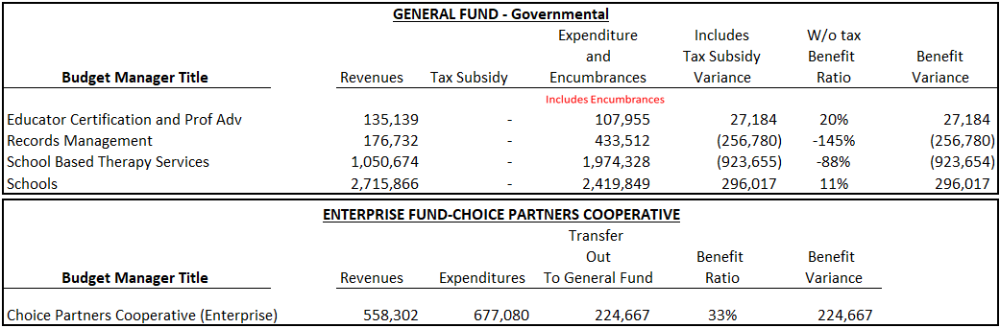 GENERAL FUND - Governmental
Expenditure Includes W/o tax
and Tax Subsidy Benefit Benefit
Budget Manager Title Revenues Tax Subsidy Encumbrances Variance Ratio Variance
Includes Encumbrances
Educator Certification and Prof Adv 135,139 - 107,955 27,184 20% 27,184
Records Management 176,732 - 433,512 (256,780) -145% (256,780)
School Based Therapy Services 1,050,674 - 1,974,328 (923,655) -88% (923,654)
Schools 2,715,866 - 2,419,849 296,017 11% 296,017
ENTERPRISE FUND-CHOICE PARTNERS COOPERATIVE
Transfer
Out Benefit Benefit
Budget Manager Title Revenues Expenditures To General Fund Ratio Variance
Choice Partners Cooperative (Enterprise) 558,302 677,080 224,667 33% 224,667